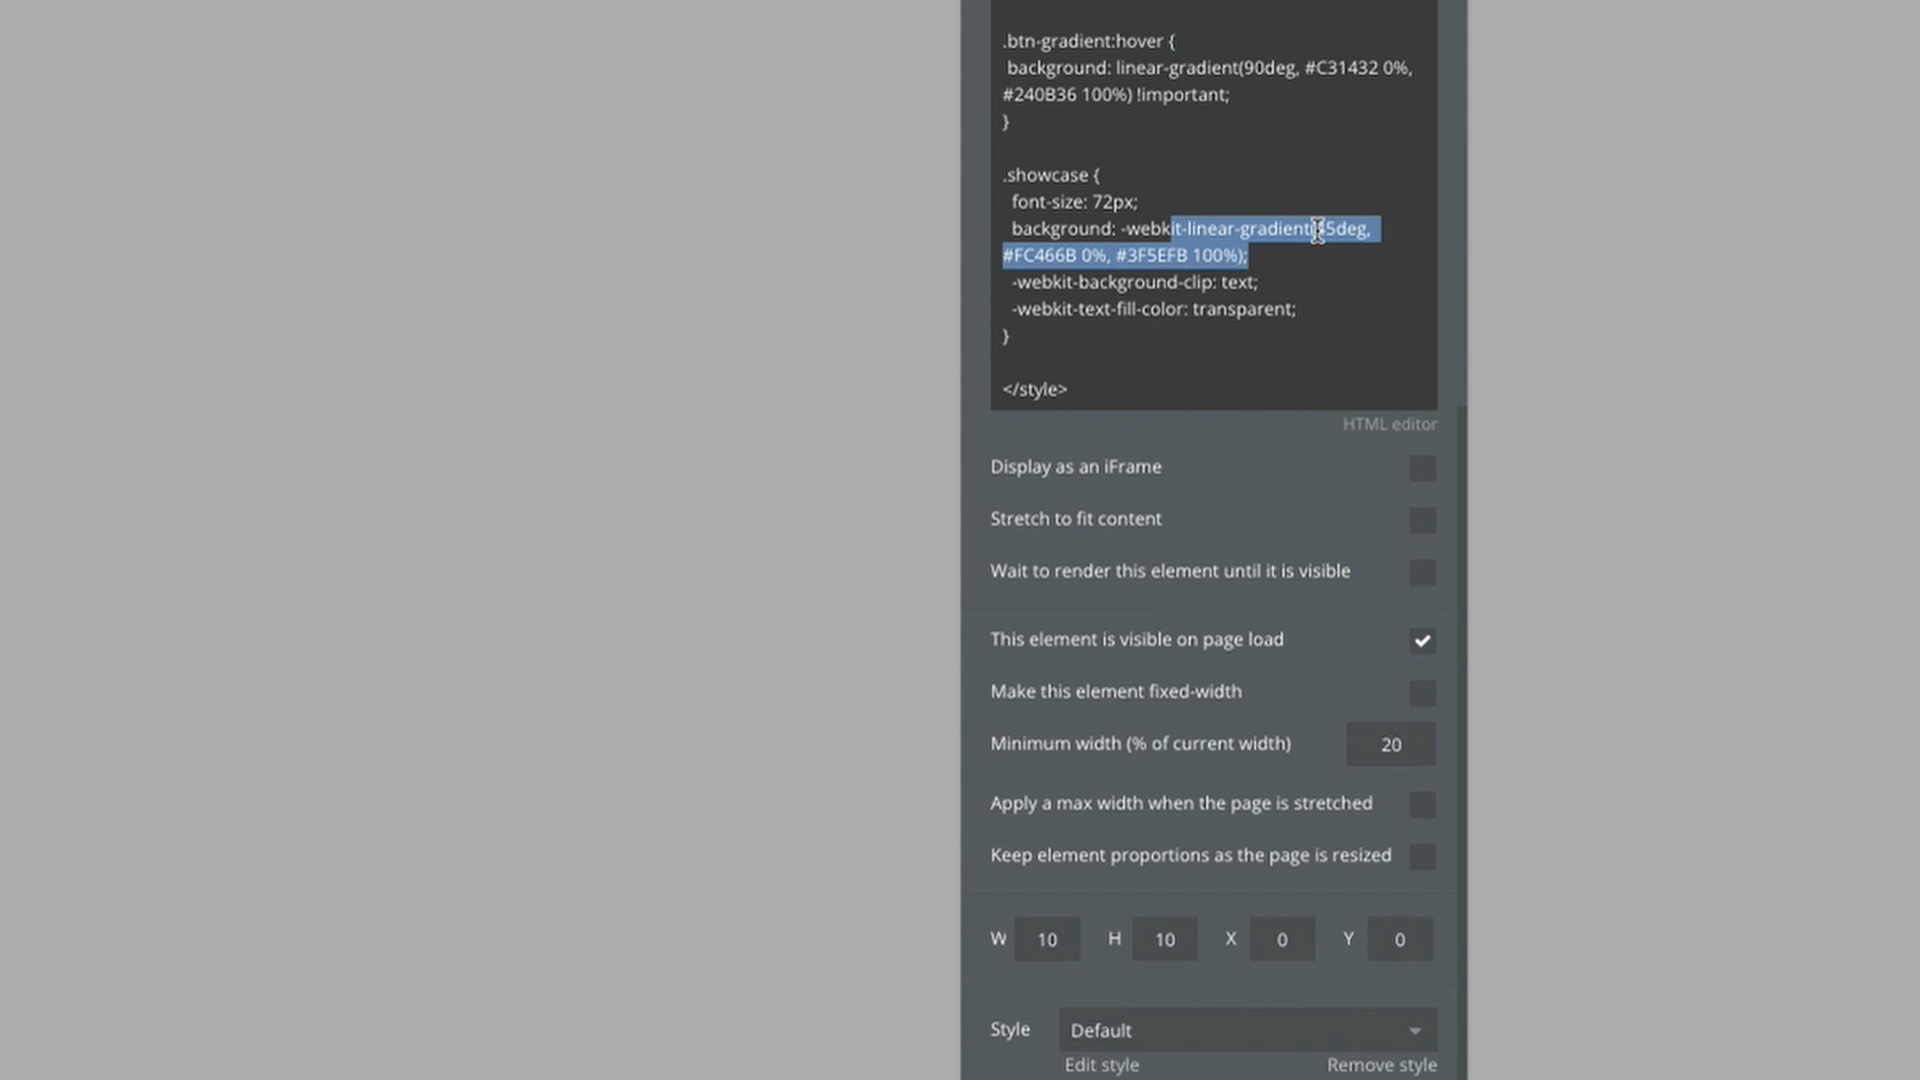 .btn-gradient:hover {
background: linear-gradient(90deg, #C31432 0%,
#240B36 100%) !important;
}
.showcase {
font-size: 72px;
background: -webkit-linear-gradient(45deg,
#FC466B 0%, #3F5EFB 100%);
-webkit-background-clip: text;
-webkit-text-fill-color: transparent;
}
</style>
HTML editor
Display as an iFrame
Stretch to fit content
Wait to render this element until it is visible
This element is visible on page load
Make this element fixed-width
Minimum width (% of current width) 20
Apply a max width when the page is stretched
Keep element proportions as the page is resized
W 10 H 10 X 0 Y 0
Style Default
Edit style Remove style